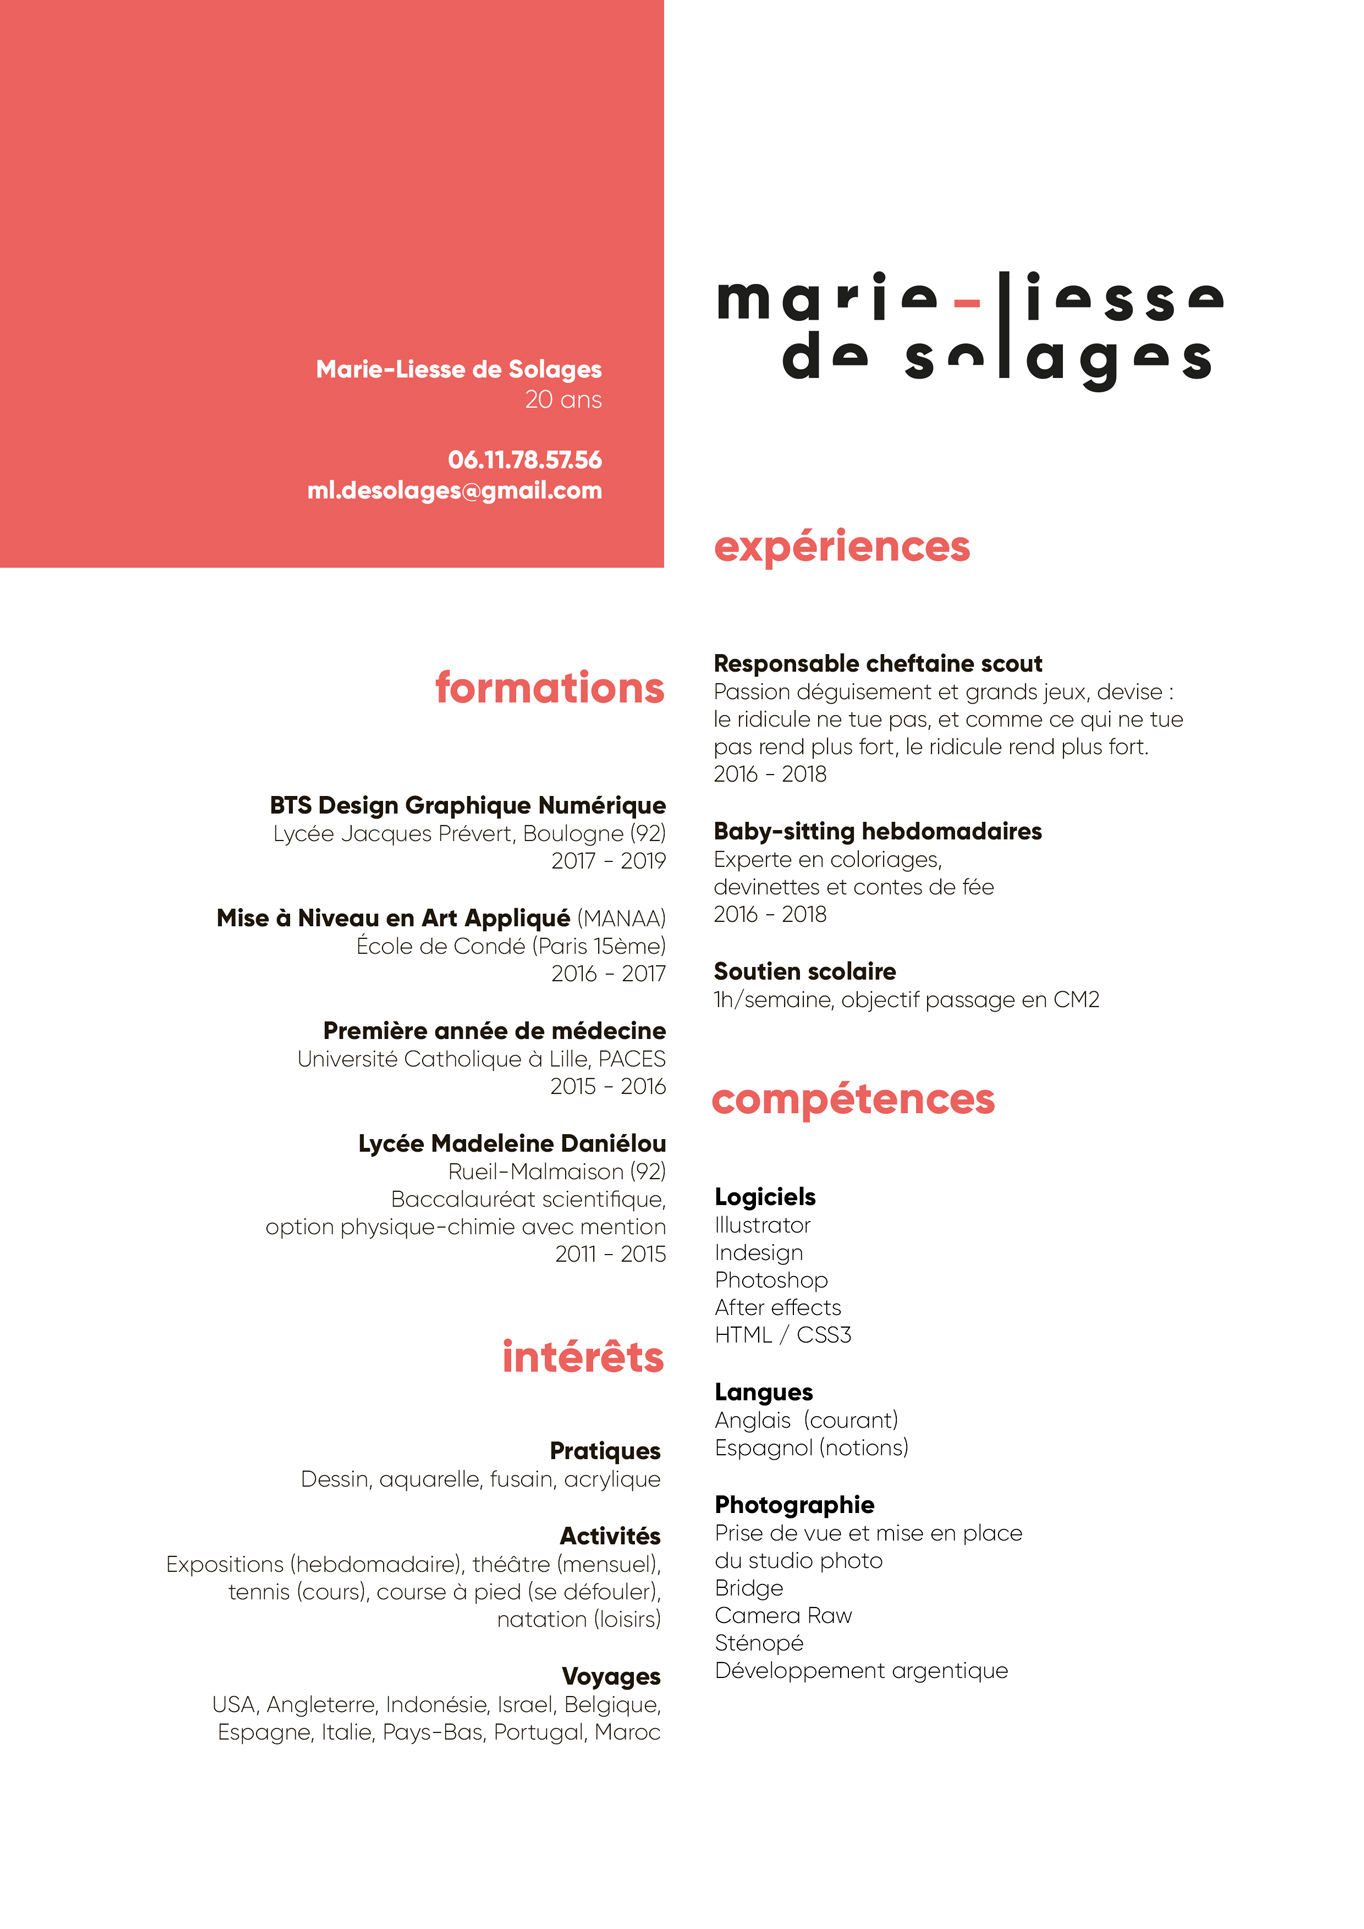 Marie-Liesse de Solages
20 ans
06.11.78.57.56
ml.desolages@gmail.com
formations
BTS Design Graphique Numérique
Lycée Jacques Prévert, Boulogne (92)
2017 - 2019
Mise à Niveau en Art Appliqué (MANAA)
École de Condé (Paris 15ème)
2016 - 2017
Première année de médecine
Université Catholique à Lille, PACES
2015 - 2016
Lycée Madeleine Daniélou
Rueil-Malmaison (92)
Baccalauréat scientifique,
option physique-chimie avec mention
2011 - 2015
intérêts
Pratiques
Dessin, aquarelle, fusain, acrylique
Activités
Expositions (hebdomadaire), théâtre (mensuel),
tennis (cours), course à pied (se défouler),
natation (loisirs)
Voyages
USA, Angleterre, Indonésie, Israel, Belgique,
Espagne, Italie, Pays-Bas, Portugal, Maroc
marie-liesse
de solages
expériences
Responsable cheftaine scout
Passion déguisement et grands jeux, devise :
le ridicule ne tue pas, et comme ce qui ne tue
pas rend plus fort, le ridicule rend plus fort.
2016 - 2018
Baby-sitting hebdomadaires
Experte en coloriages,
devinettes et contes de fée
2016 - 2018
Soutien scolaire
1h/semaine, objectif passage en CM2
compétences
Logiciels
Illustrator
Indesign
Photoshop
After effects
HTML / CSS3
Langues
Anglais  (courant)
Espagnol (notions)
Photographie
Prise de vue et mise en place
du studio photo
Bridge
Camera Raw
Sténopé
Développement argentique